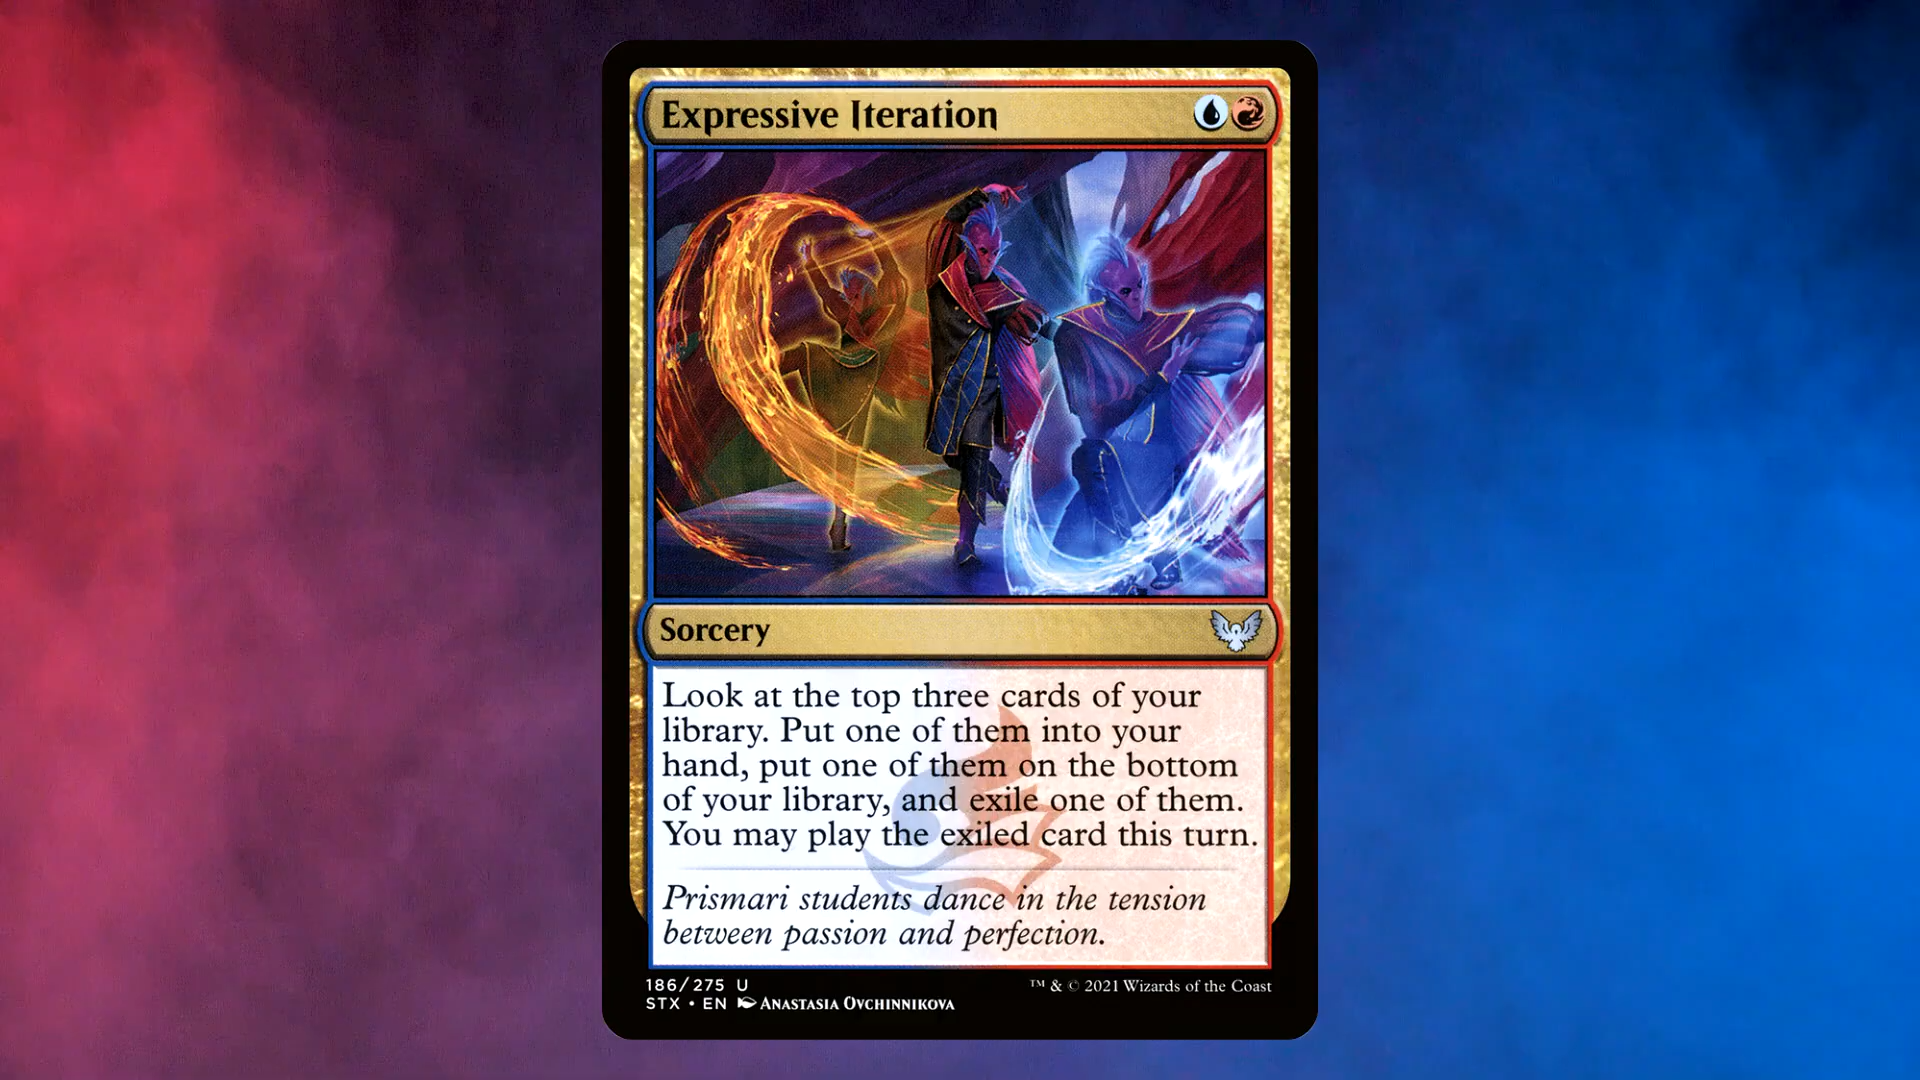 Expressive Iteration
Sorcery
Look at the top three cards of your
library. Put one of them into your
hand, put one of them on the bottom
of your library, and exile one of them.
You may play the exiled card this turn.
Prismari students dance in the tension
between passion and perfection.
186/275 U
STX • EN ANASTASIA OVCHINNIKOVA
™ & © 2021 Wizards of the Coast